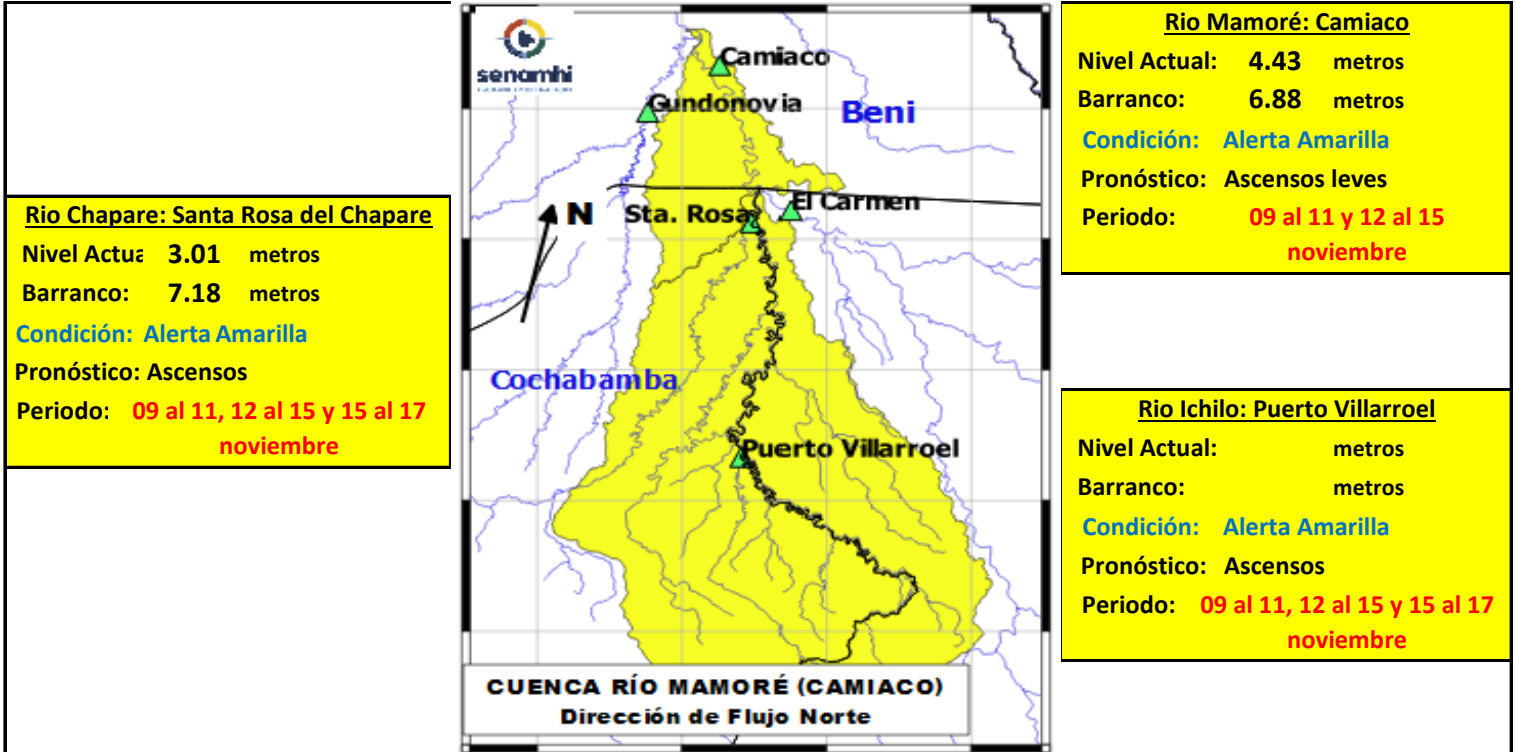 Rio Chapare: Santa Rosa del Chapare
Nivel Actua 3.01 metros
Barranco: 7.18 metros
Condición: Alerta Amarilla
Pronóstico: Ascensos
Periodo: 09 al 11, 12 al 15 y 15 al 17
noviembre
senamhi
Camiaco
Gundonovia
Beni
N
Sta. Rosa
El Carmen
Cochabamba
Puerto Villarroel
CUENCA RÍO MAMORÉ (CAMIACO)
Dirección de Flujo Norte
Rio Mamoré: Camiaco
Nivel Actual: 4.43 metros
Barranco: 6.88 metros
Condición: Alerta Amarilla
Pronóstico: Ascensos leves
Periodo: 09 al 11 y 12 al 15
noviembre
Rio Ichilo: Puerto Villarroel
Nivel Actual: metros
Barranco: metros
Condición: Alerta Amarilla
Pronóstico: Ascensos
Periodo: 09 al 11, 12 al 15 y 15 al 17
noviembre